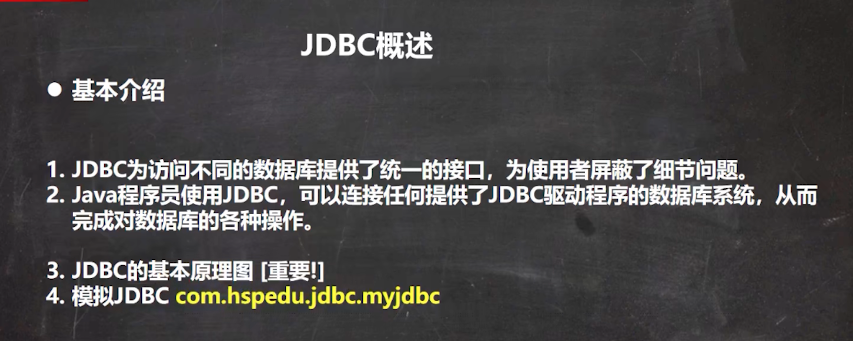 JDBC概述
● 基本介绍
1. JDBC为访问不同的数据库提供了统一的接口，为使用者屏蔽了细节问题。
2. Java程序员使用JDBC，可以连接任何提供了JDBC驱动程序的数据库系统，从而
完成对数据库的各种操作。
3. JDBC的基本原理图 [重要!]
4. 模拟JDBC com.hspedu.jdbc.myjdbc